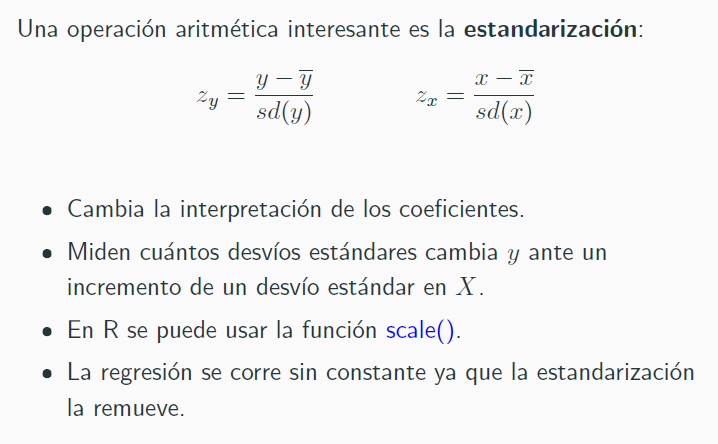 Una operación aritmética interesante es la estandarización:
z_y = \frac{y - \overline{y}}{sd(y)} z_x = \frac{x - \overline{x}}{sd(x)}
• Cambia la interpretación de los coeficientes.
• Miden cuántos desvíos estándares cambia y ante un
incremento de un desvío estándar en X.
• En R se puede usar la función scale().
• La regresión se corre sin constante ya que la estandarización
la remueve.